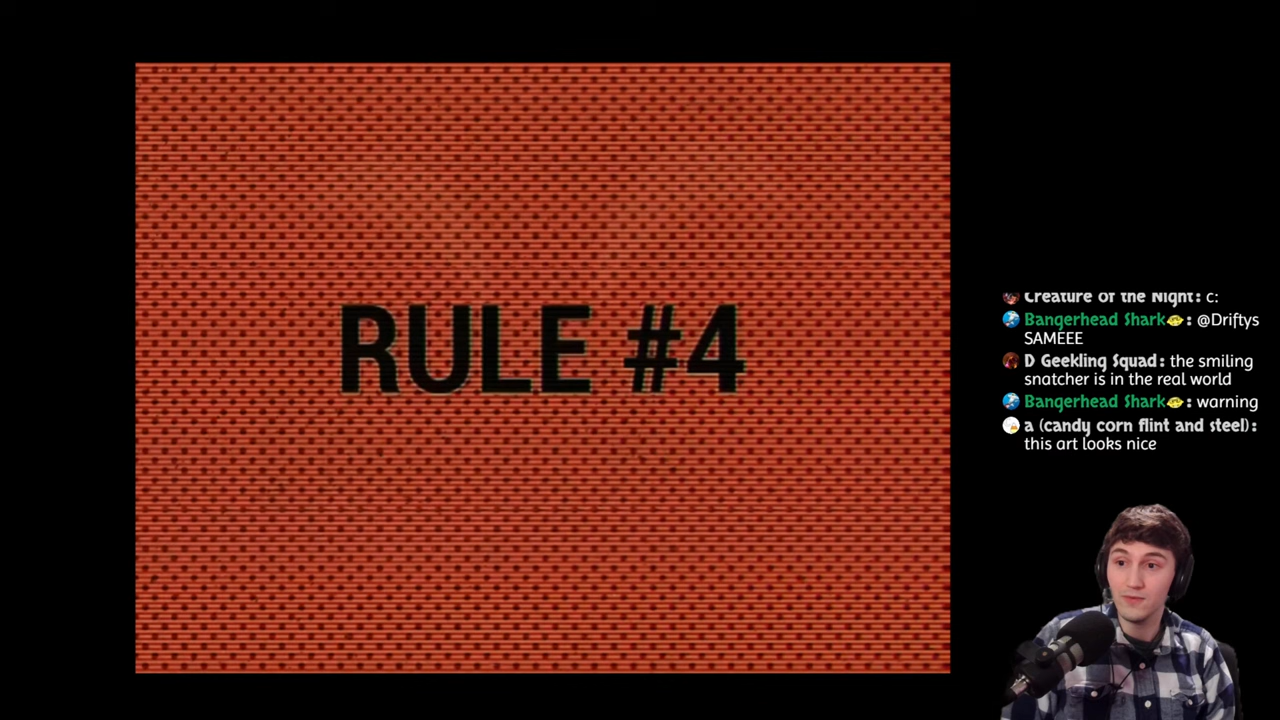 RULE #4
Creature of the Night: c:
Bangerhead Shark: @Driftys
SAMEEE
D Geekling Squad: the smiling
snatcher is in the real world
Bangerhead Shark: warning
a (candy corn flint and steel):
this art looks nice